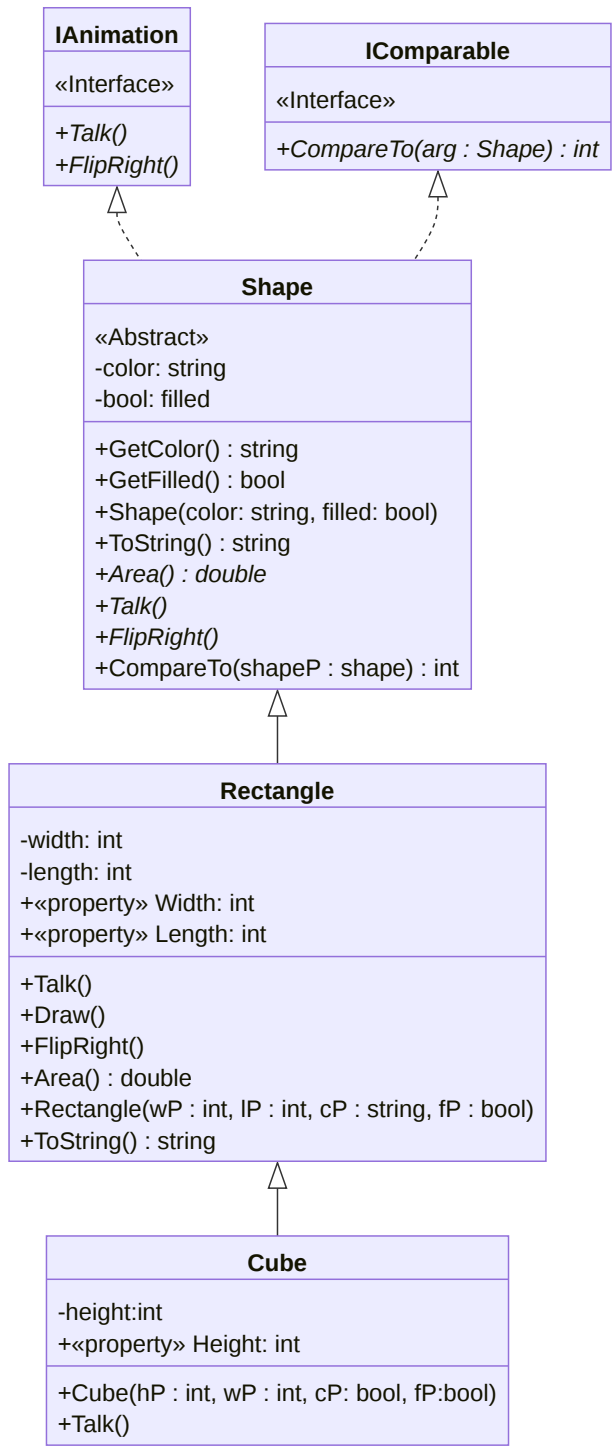 IAnimation
«Interface»
+Talk()
+FlipRight()
IComparable
«Interface»
+CompareTo(arg : Shape) : int
Shape
«Abstract»
-color: string
-bool: filled
+GetColor() : string
+GetFilled() : bool
+Shape(color: string, filled: bool)
+ToString() : string
+Area() : double
+Talk()
+FlipRight()
+CompareTo(shapeP : shape) : int
Rectangle
-width: int
-length: int
+«property» Width: int
+«property» Length: int
+Talk()
+Draw()
+FlipRight()
+Area() : double
+Rectangle(wP : int, lP : int, cP : string, fP : bool)
+ToString() : string
Cube
-height:int
+«property» Height: int
+Cube(hP : int, wP : int, cP: bool, fP:bool)
+Talk()